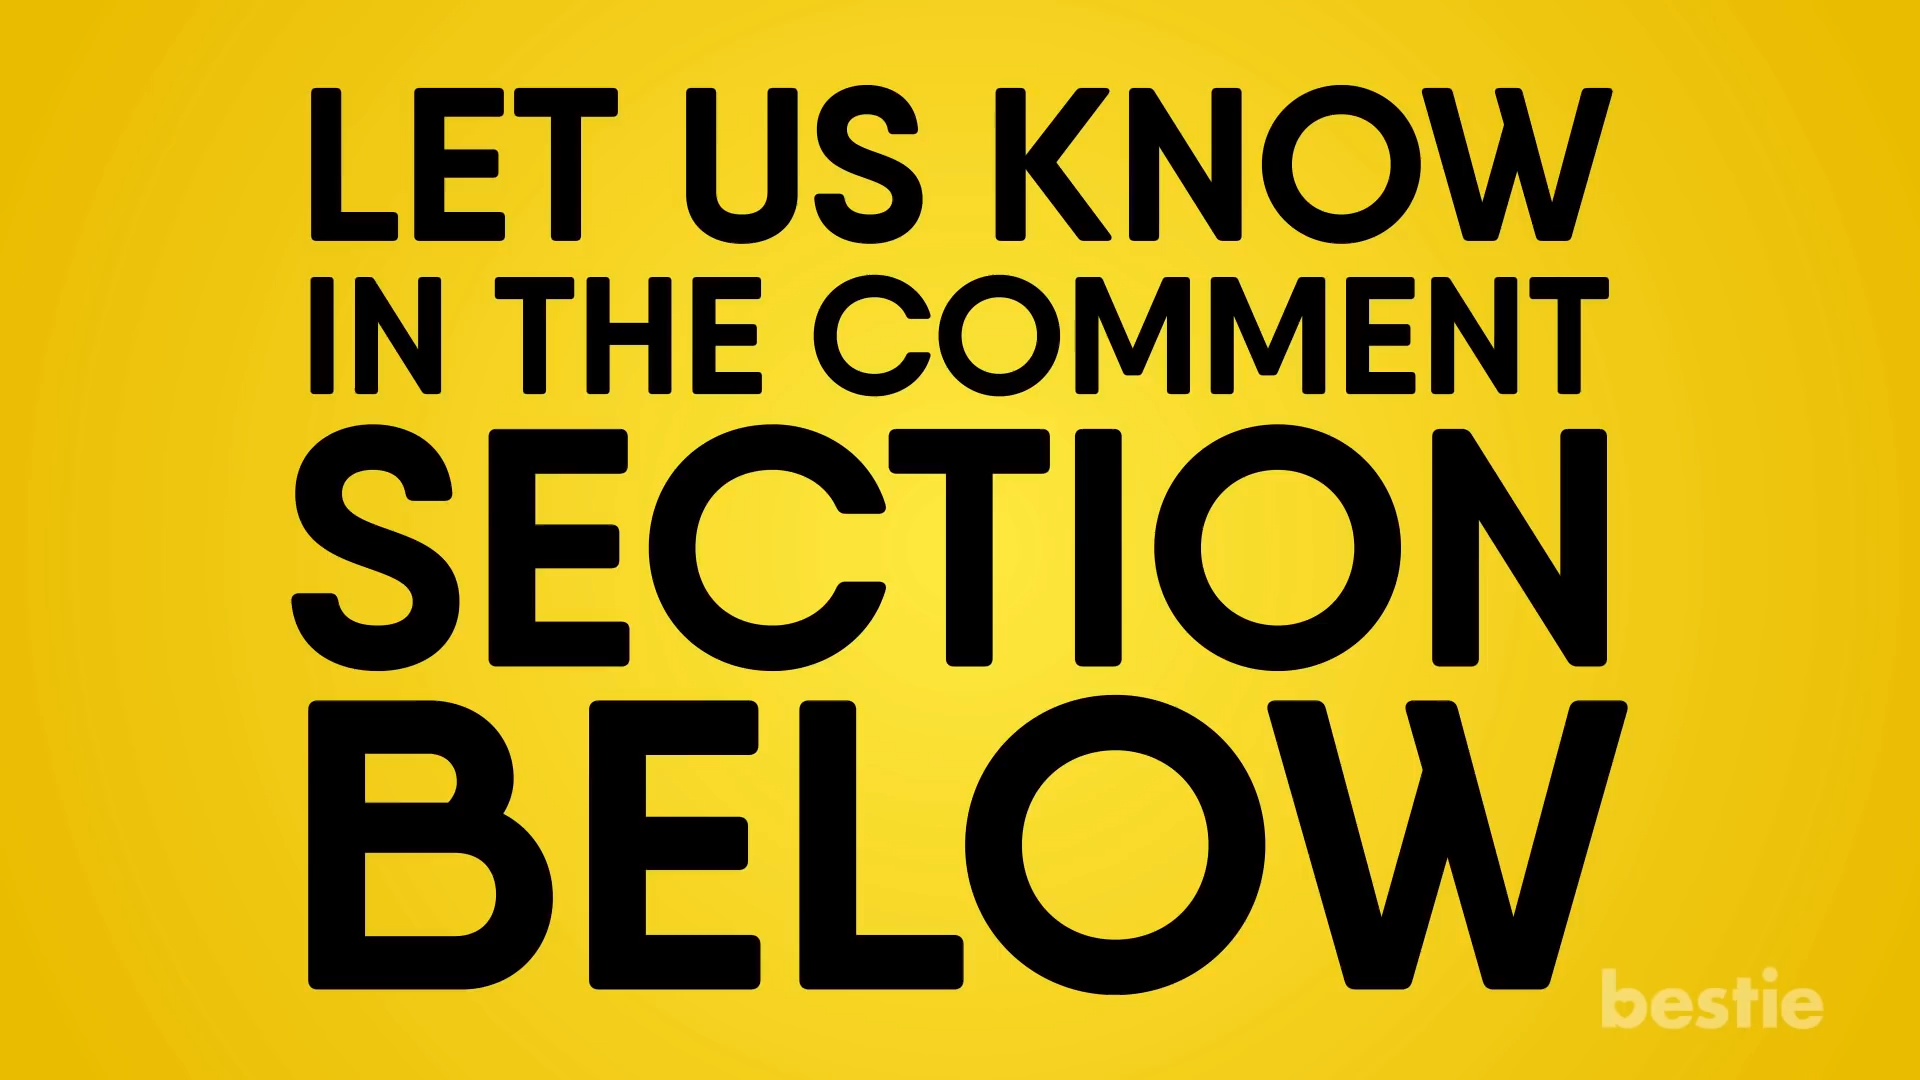 LET US KNOW
IN THE COMMENT
SECTION
BELOW
bestie